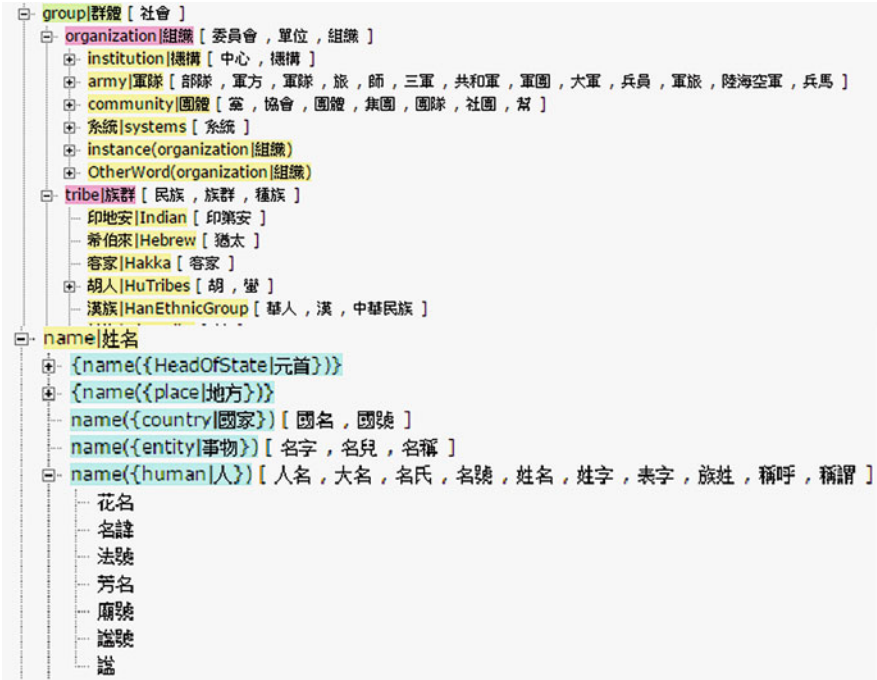 group|群體 [ 社會 ]
organization|組織 [ 委員會 , 單位 , 組織 ]
institution|機構 [ 中心 , 機構 ]
army|軍隊 [ 部隊 , 軍方 , 軍隊 , 旅 , 師 , 三軍 , 共和軍 , 軍團 , 大軍 , 兵員 , 軍旅 , 陸海空軍 , 兵馬 ]
community|團體 [ 黨 , 協會 , 團體 , 集團 , 團隊 , 社團 , 幫 ]
系統|systems [ 系統 ]
instance(organization|組織)
OtherWord(organization|組織)
tribe|族群 [ 民族 , 族群 , 種族 ]
印地安|Indian [ 印第安 ]
希伯來|Hebrew [ 猶太 ]
客家|Hakka [ 客家 ]
胡人|HuTribes [ 胡 , 蠻 ]
漢族|HanEthnicGroup [ 華人 , 漢 , 中華民族 ]
name|姓名
{name({HeadOfState|元首})}
{name({place|地方})}
name({country|國家}) [ 國名 , 國號 ]
name({entity|事物}) [ 名字 , 名兒 , 名稱 ]
name({human|人}) [ 人名 , 大名 , 名氏 , 名號 , 姓名 , 姓字 , 表字 , 族姓 , 稱呼 , 稱謂 ]
花名
名諱
法號
芳名
廟號
諡號
諡